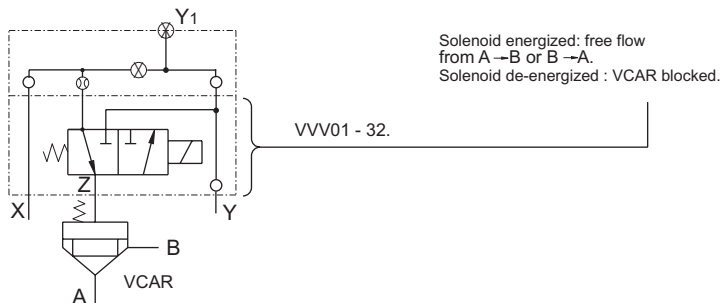 Y1
Solenoid energized: free flow
from A→B or B→A.
Solenoid de-energized : VCAR blocked.
VVV01 - 32.
Z
X
Y
B
VCAR
A